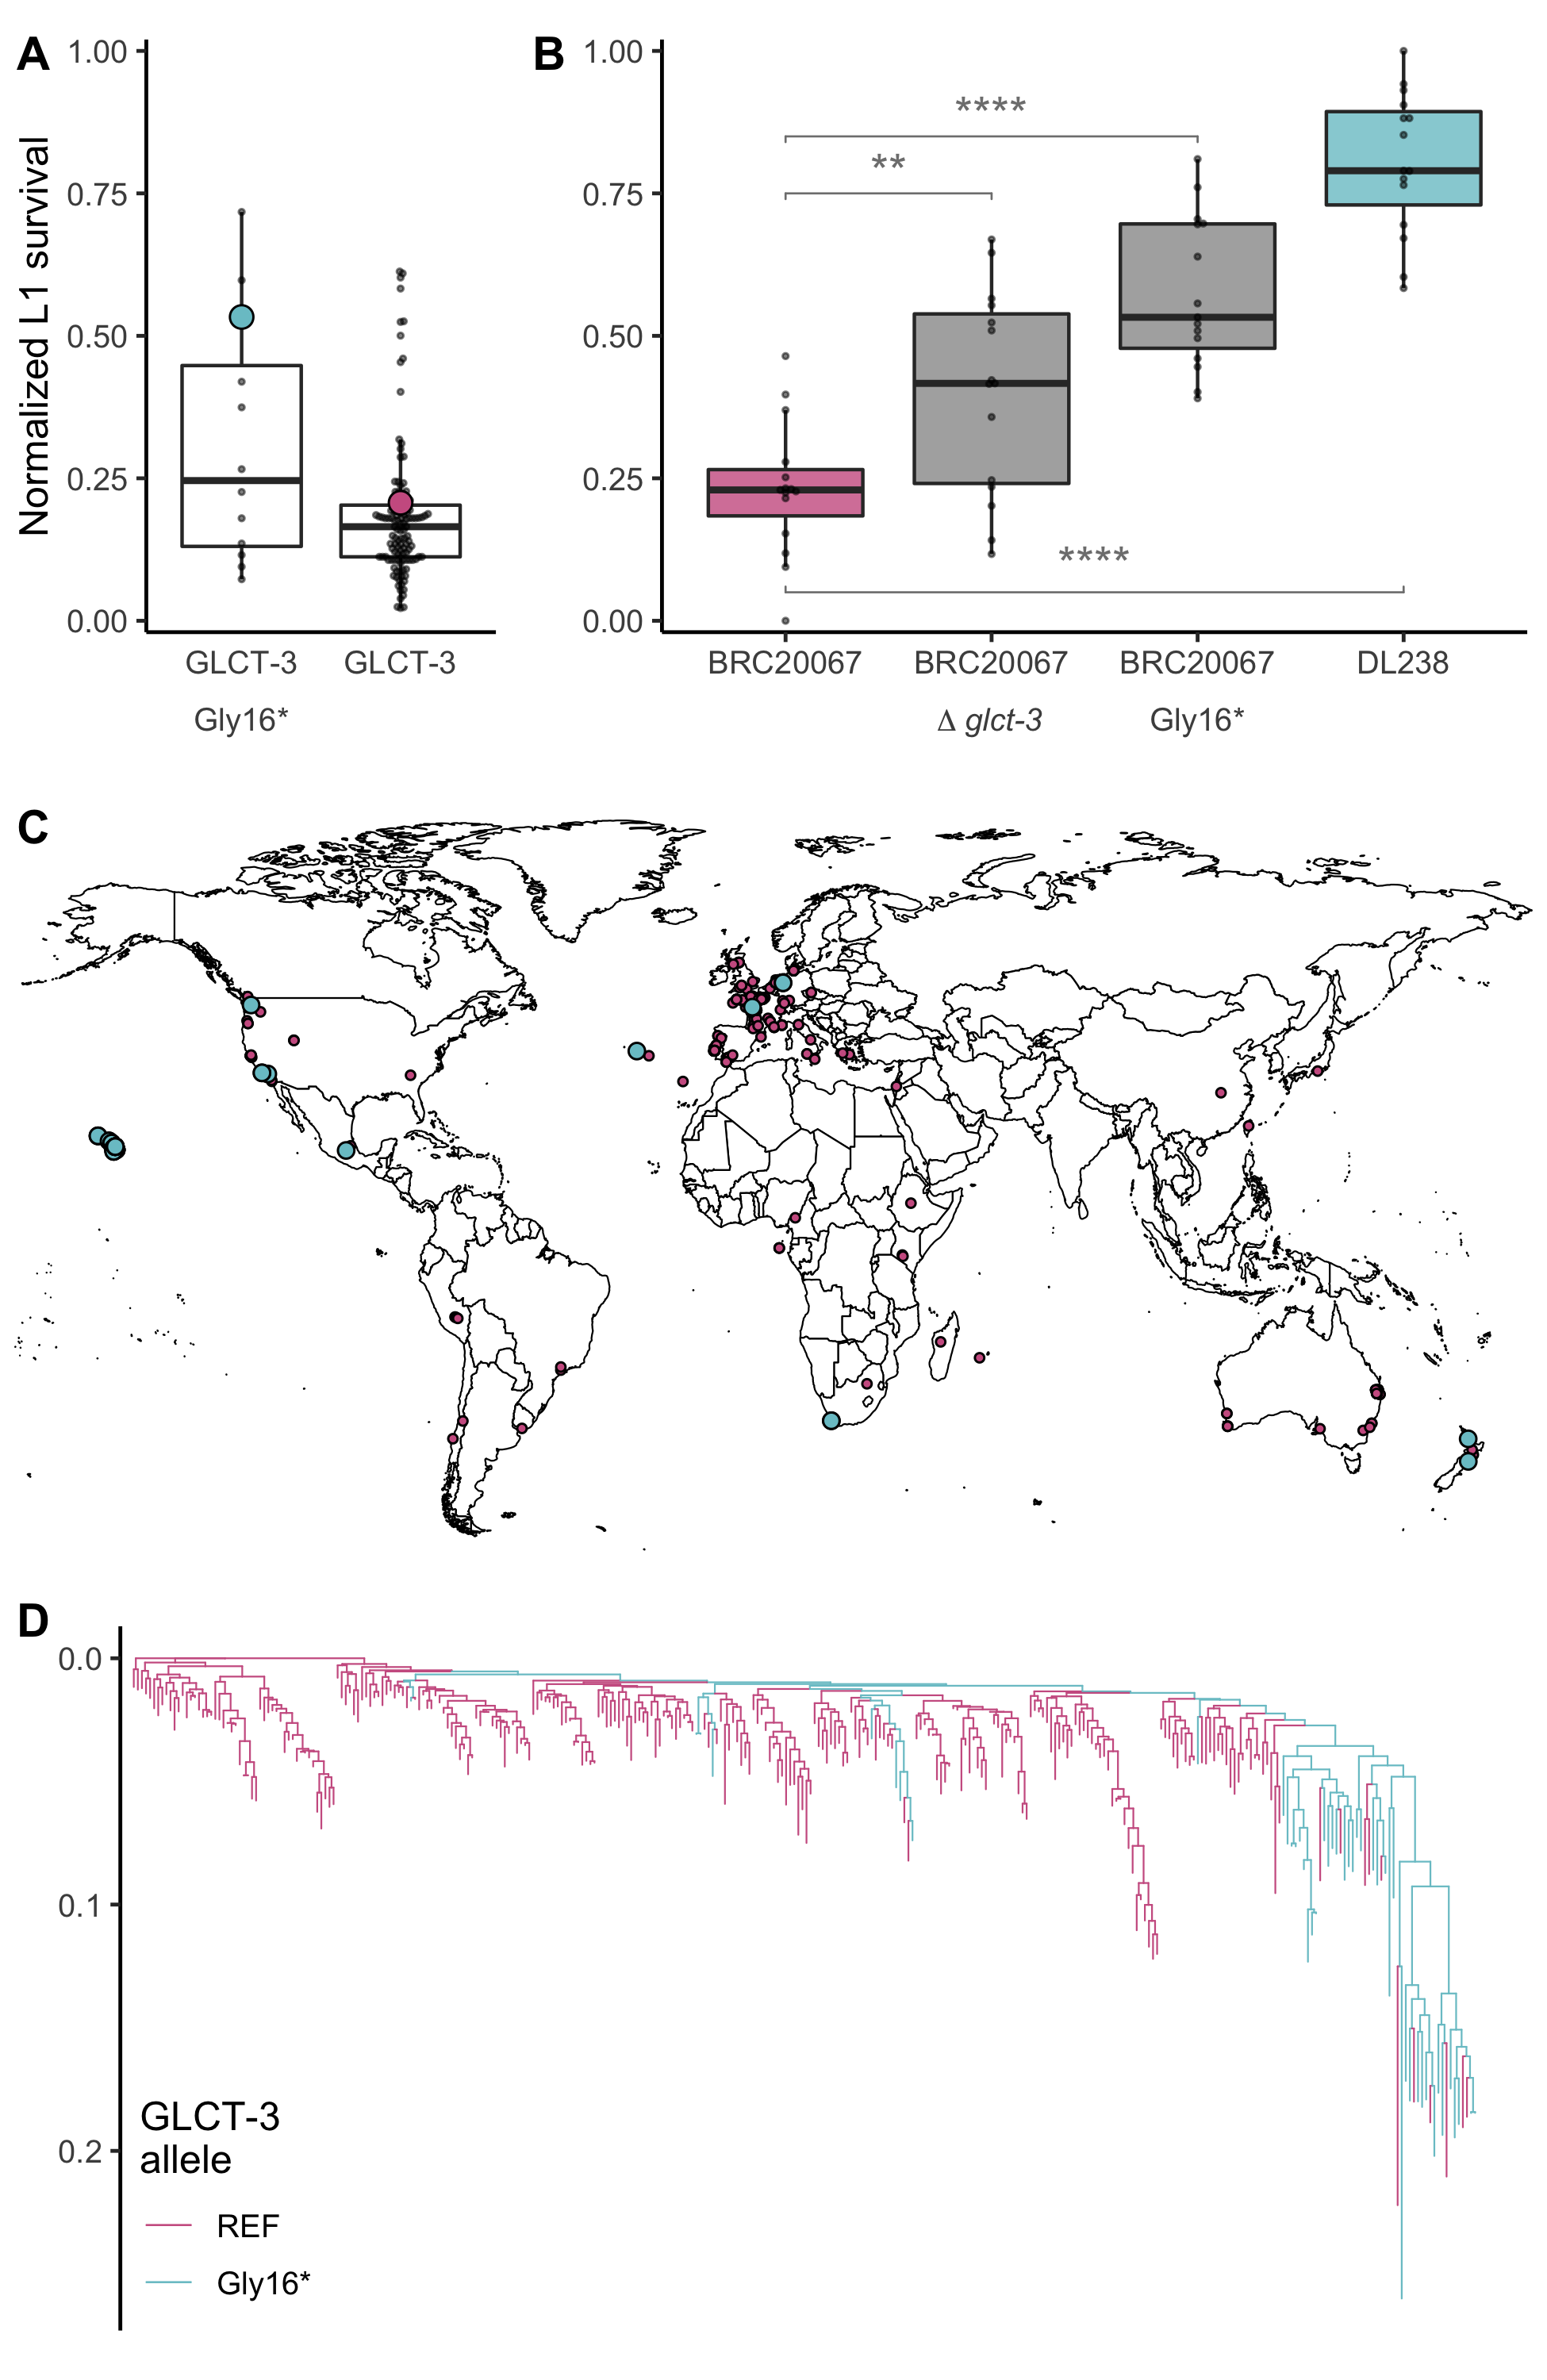 A
B
Normalized L1 survival
1.00
0.75
0.50
0.25
0.00
GLCT-3
Gly16*
GLCT-3
1.00
0.75
0.50
0.25
0.00
****
**
****
BRC20067
BRC20067
Δ glct-3
BRC20067
Gly16*
DL238
C
D
0.0
0.1
0.2
GLCT-3
allele
REF
Gly16*